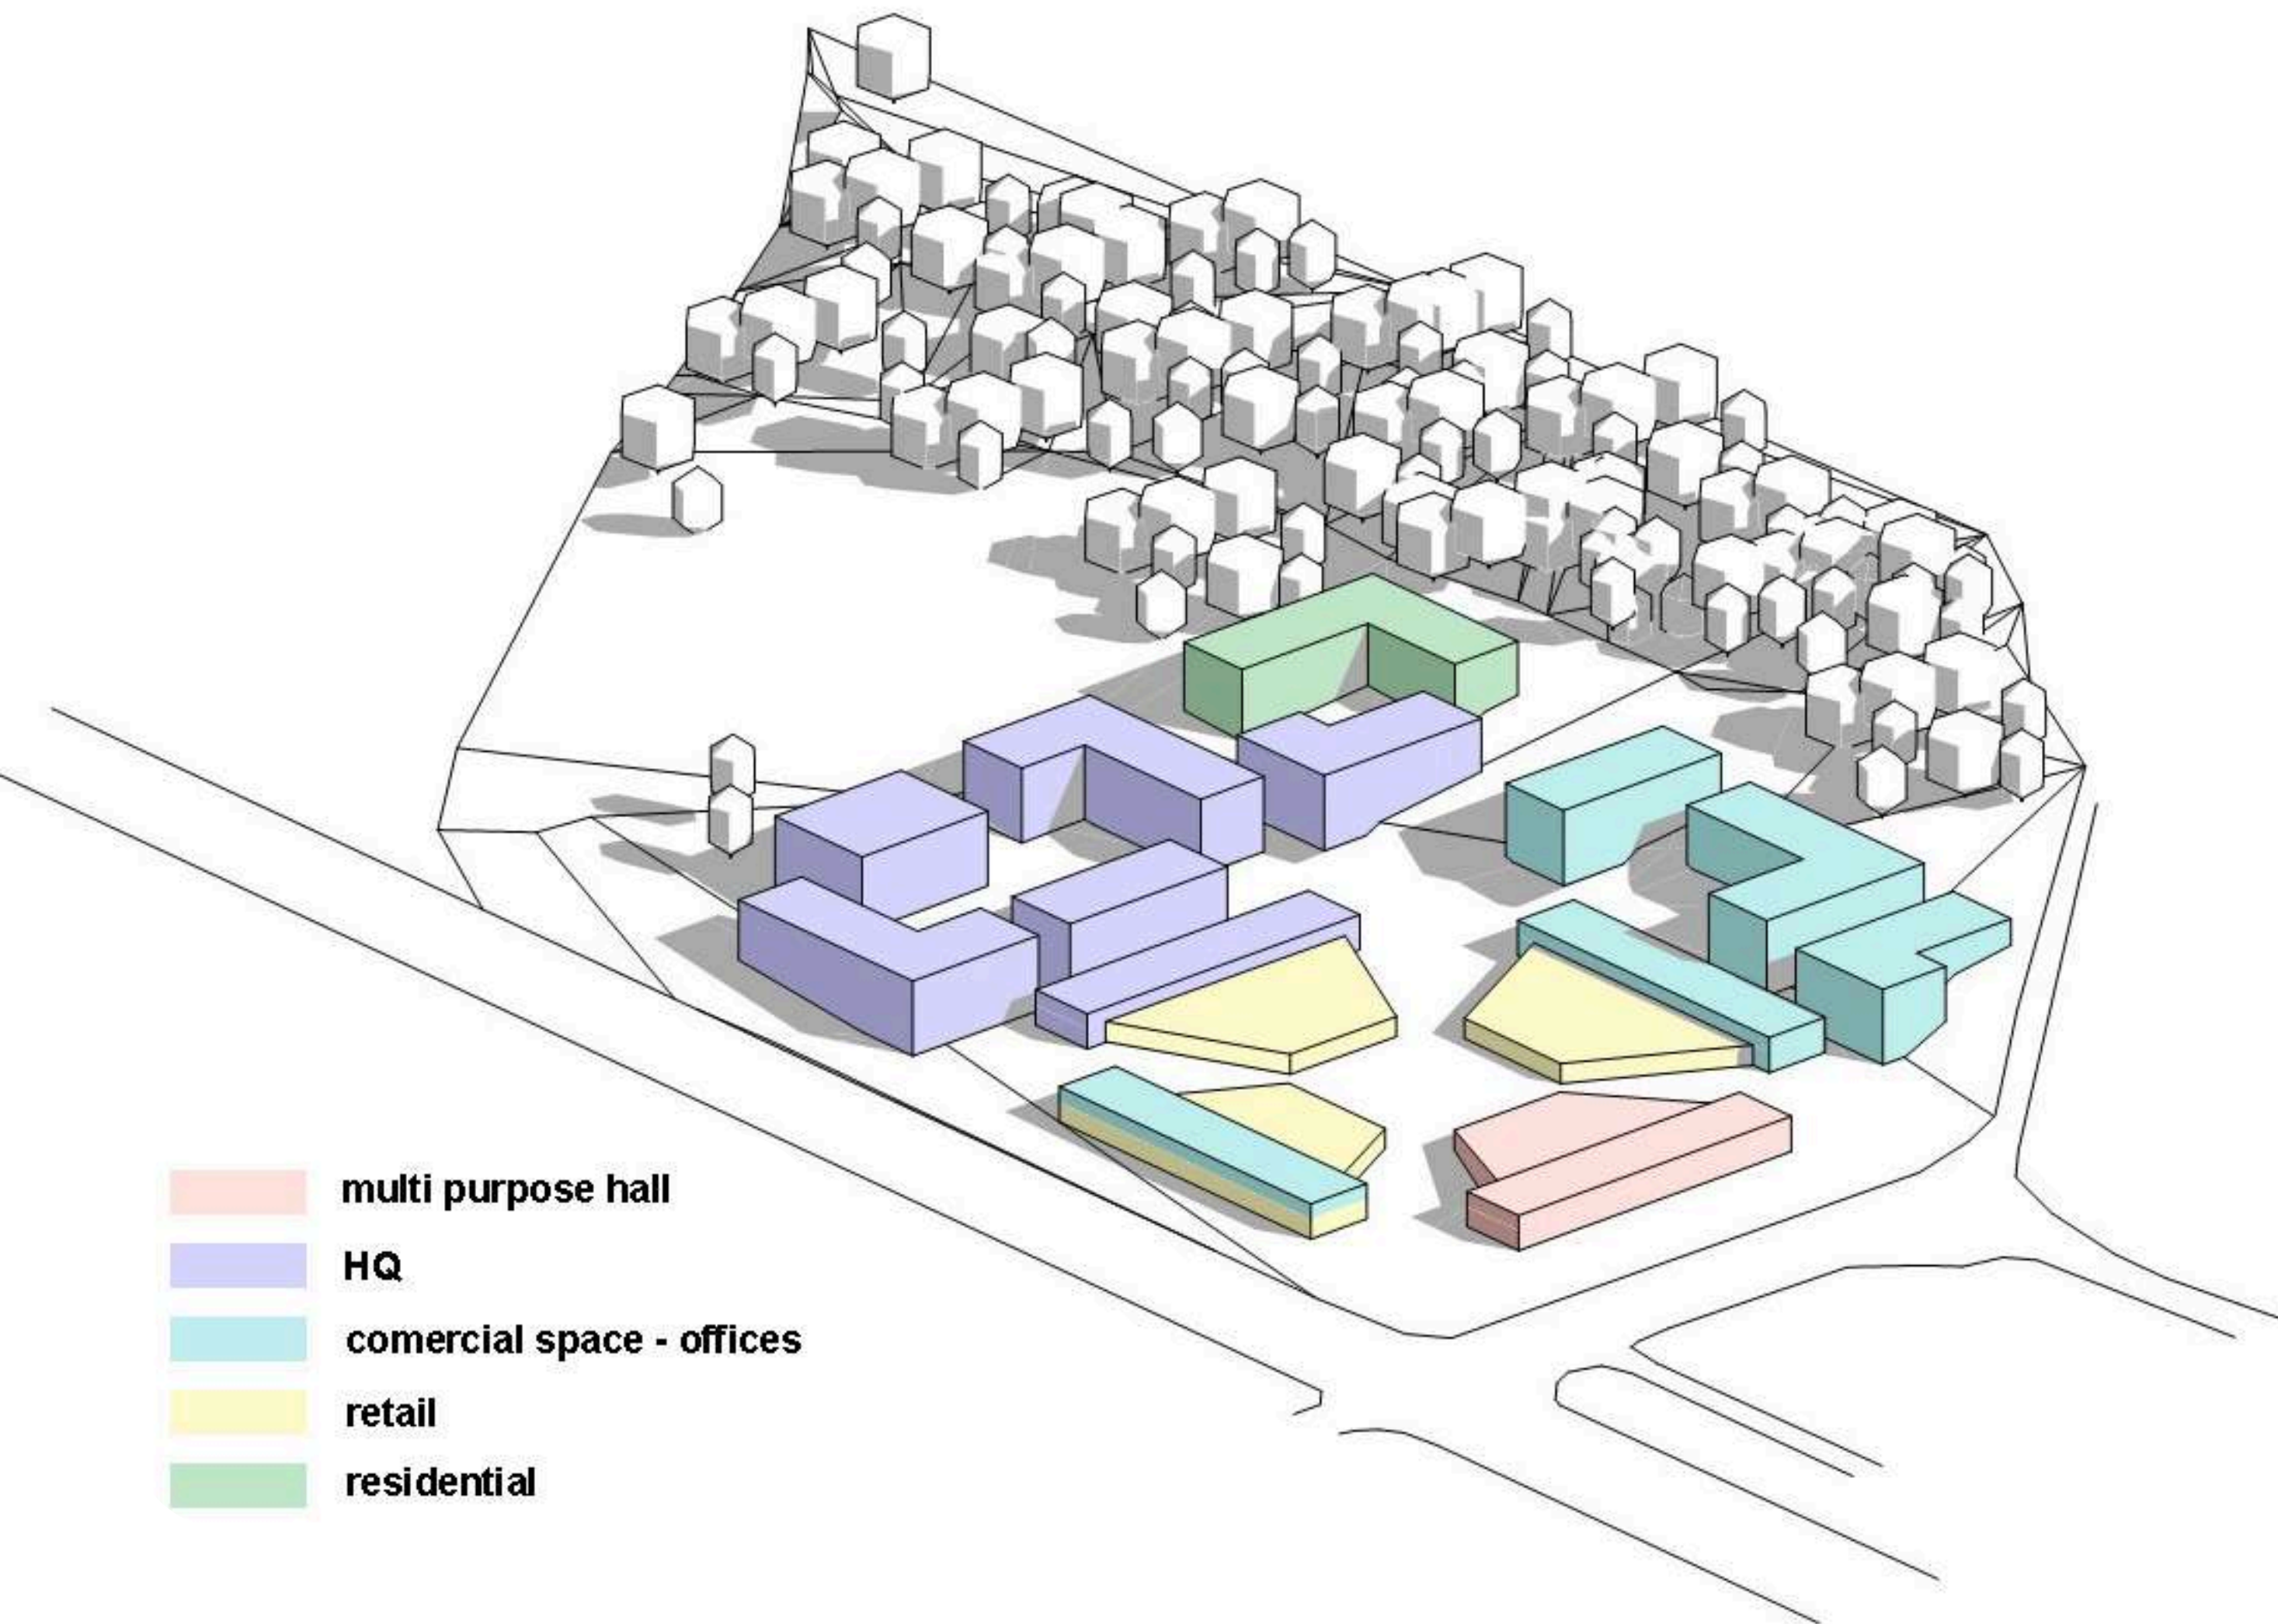 multi purpose hall
HQ
comercial space - offices
retail
residential